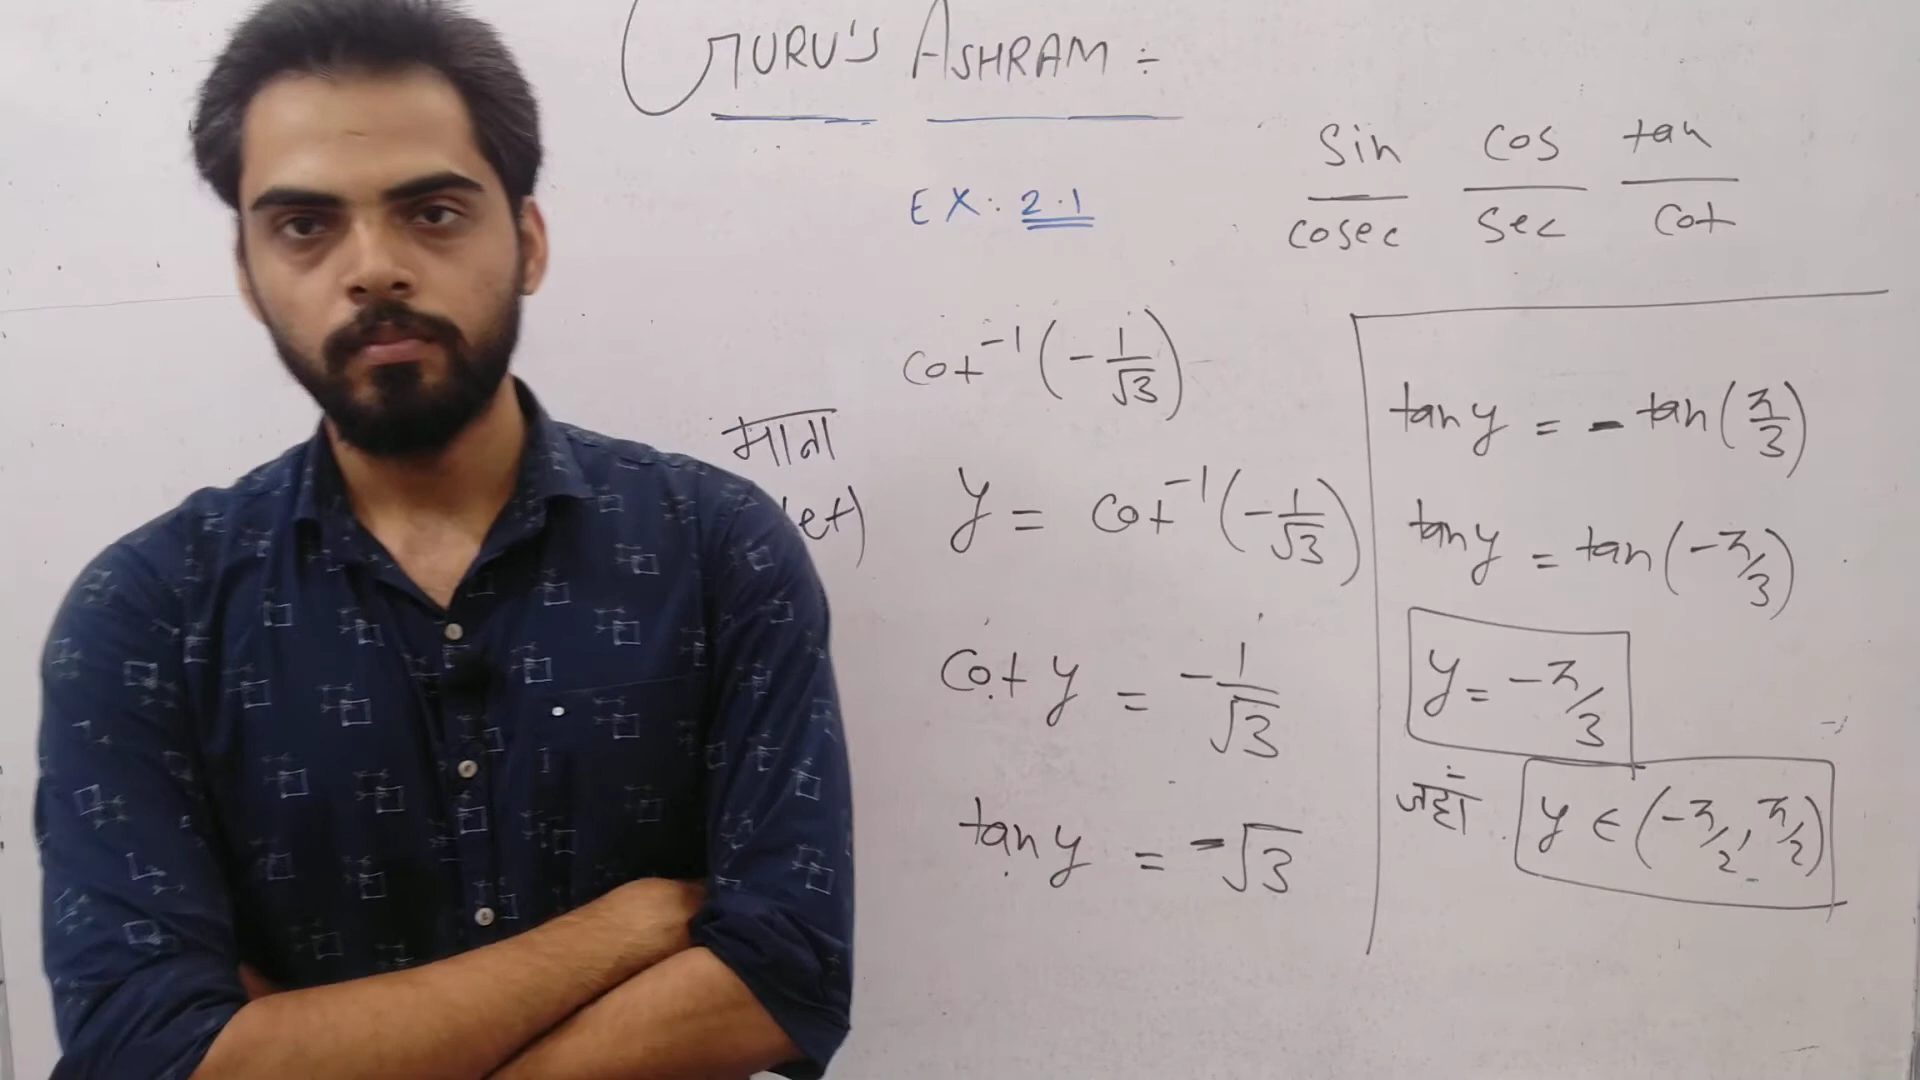 GURU'S ASHRAM ÷
EX: 2.1
sin cos tan
cosec sec cot
cot⁻¹(-1/√3)
माना
y = cot⁻¹(-1/√3)
cot y = -1/√3
tan y = -√3
tan y = - tan(π/3)
tan y = tan(-π/3)
y = -π/3
जहाँ y ∈ (-π/2, π/2)